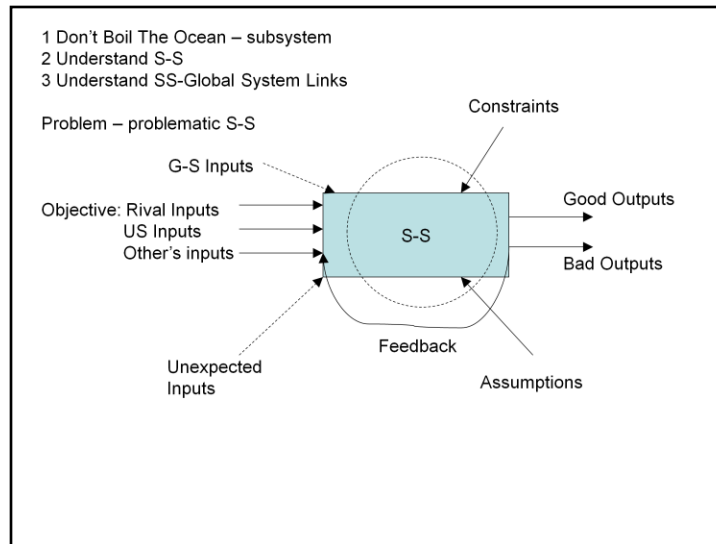 1 Don't Boil The Ocean – subsystem
2 Understand S-S
3 Understand SS-Global System Links
Problem – problematic S-S
Constraints
G-S Inputs
Good Outputs
Objective: Rival Inputs
US Inputs
S-S
Other's inputs
Bad Outputs
Feedback
Unexpected
Inputs
Assumptions